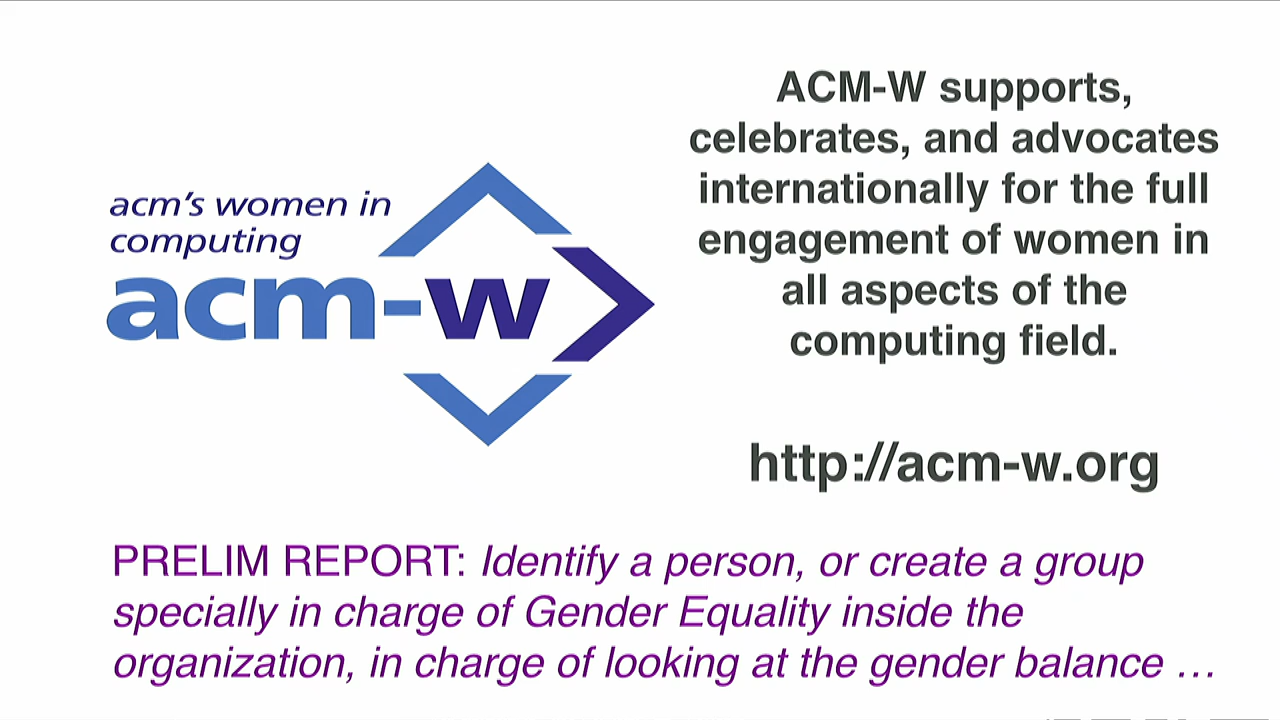 acm's women in
computing
acm-w
ACM-W supports,
celebrates, and advocates
internationally for the full
engagement of women in
all aspects of the
computing field.
http://acm-w.org
PRELIM REPORT: Identify a person, or create a group
specially in charge of Gender Equality inside the
organization, in charge of looking at the gender balance …